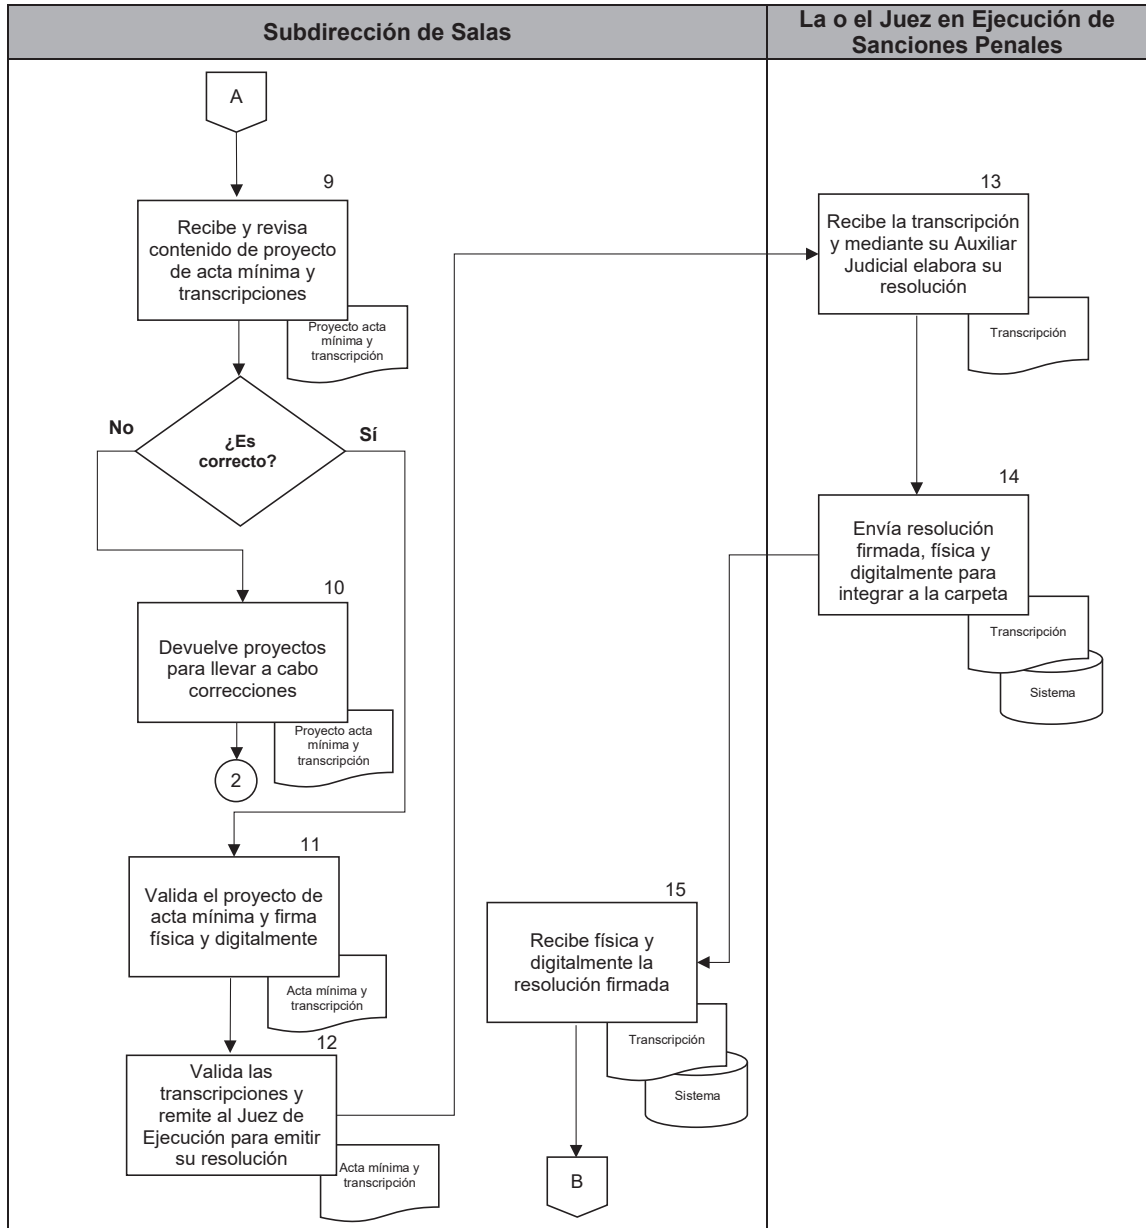 Subdirección de Salas
La o el Juez en Ejecución de
Sanciones Penales
A
9
Recibe y revisa
contenido de proyecto
de acta mínima y
transcripciones
Proyecto acta
mínima y
transcripción
No
¿Es
correcto?
Sí
10
Devuelve proyectos
para llevar a cabo
correcciones
Proyecto acta
mínima y
transcripción
2
11
Valida el proyecto de
acta mínima y firma
física y digitalmente
Acta mínima y
transcripción
12
Valida las
transcripciones y
remite al Juez de
Ejecución para emitir
su resolución
Acta mínima y
transcripción
13
Recibe la transcripción
y mediante su Auxiliar
Judicial elabora su
resolución
Transcripción
14
Envía resolución
firmada, física y
digitalmente para
integrar a la carpeta
Transcripción
Sistema
15
Recibe física y
digitalmente la
resolución firmada
Transcripción
Sistema
B